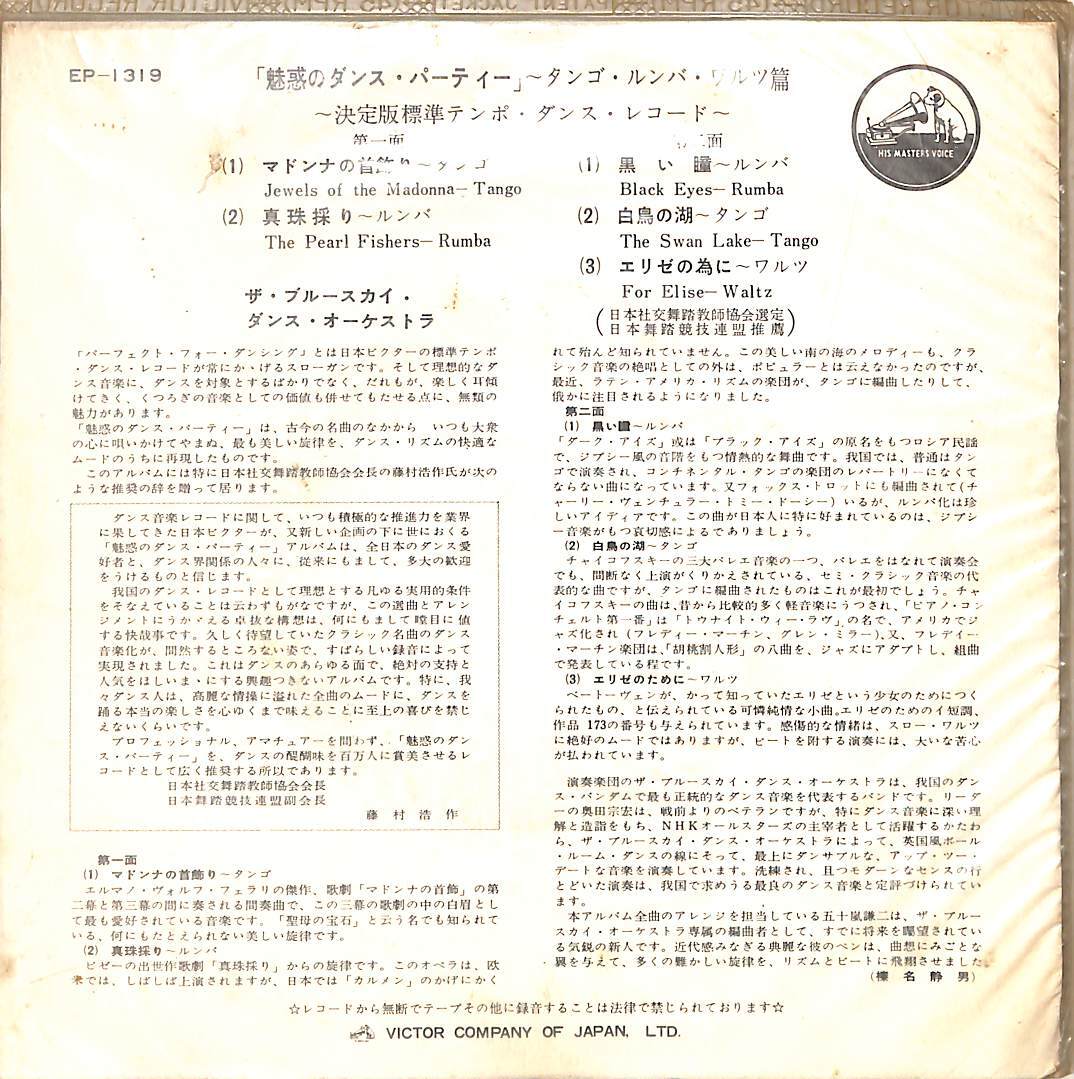 EP-1319
「魅惑のダンス・パーティー」〜タンゴ・ルンバ・ワルツ篇
〜決定版標準テンポ・ダンス・レコード〜
HIS MASTERS VOICE
第一面
(1) マドンナの首飾り〜タンゴ
Jewels of the Madonna— Tango
(2) 真珠採り〜ルンバ
The Pearl Fishers— Rumba
ザ・ブルースカイ・
ダンス・オーケストラ
二面
(1) 黒い瞳〜ルンバ
Black Eyes— Rumba
(2) 白鳥の湖〜タンゴ
The Swan Lake— Tango
(3) エリゼの為に〜ワルツ
For Elise— Waltz
(日本社交舞踏教師協会選定
日本舞踏競技連盟推薦)
「パーフェクト・フォー・ダンシング」とは日本ビクターの標準テンポ
・ダンス・レコードが常にかゝげるスローガンです。そして理想的なダ
ンス音楽に、ダンスを対象とするばかりでなく、だれもが、楽しく耳傾
けてきく、くつろぎの音楽としての価値も併せてもたせる点に、無類の
魅力があります。
「魅惑のダンス・パーティー」は、古今の名曲のなかから いつも大衆
の心に唄いかけてやまぬ、最も美しい旋律を、ダンス・リズムの快適な
ムードのうちに再現したものです。
このアルバムには特に日本社交舞踏教師協会会長の藤村浩作氏が次の
ような推奨の辞を贈って居ります。
ダンス音楽レコードに関して、いつも積極的な推進力を業界
に果してきた日本ビクターが、又新しい企画の下に世におくる
「魅惑のダンス・パーティー」アルバムは、全日本のダンス愛
好者と、ダンス界関係の人々に、従来にもまして、多大の歓迎
をうけるものと信じます。
我国のダンス・レコードとして理想とする凡ゆる実用的条件
をそなえていることは云わずもがなですが、この選曲とアレン
ジメントにうかゞえる卓抜な構想は、何にもまして瞠目に値
する快哉事です。久しく待望していたクラシック名曲のダンス
音楽化が、間然するところない姿で、すばらしい録音によって
実現されました。これはダンスのあらゆる面で、絶対の支持と
人気をほしいまゝにする興趣つきないアルバムです。特に、我
々ダンス人は、高麗な情操に溢れた全曲のムードに、ダンスを
踊る本当の楽しさを心ゆくまで味えることに至上の喜びを禁じ
えないくらいです。
プロフェッショナル、アマチュアーを問わず、「魅惑のダン
ス・パーティー」を、ダンスの醍醐味を百万人に賞美させるレ
コードとして広く推奨する所以であります。
日本社交舞踏教師協会会長
日本舞踏競技連盟副会長
藤村浩作
第一面
(1) マドンナの首飾り〜タンゴ
エルマノ・ヴォルフ・フェラリの傑作、歌劇「マドンナの首飾」の第
二幕と第三幕の間に奏される間奏曲で、この三幕の歌劇の中の白眉とし
て最も愛好されている音楽です。「聖母の宝石」と云う名でも知られて
いる、何にもたとえられない美しい旋律です。
(2) 真珠採り〜ルンバ
ビゼーの出世作歌劇「真珠採り」からの旋律です。このオペラは、欧
米では、しばしば上演されますが、日本では「カルメン」のかげにかく
れて殆んど知られていません。この美しい南の海のメロディーも、クラ
シック音楽の絶唱としての外は、ポピュラーとは云えなかったのですが、
最近、ラテン・アメリカ・リズムの楽団が、タンゴに編曲したりして、
俄かに注目されるようになりました。
第二面
(1) 黒い瞳〜ルンバ
「ダーク・アイズ」或は「ブラック・アイズ」の原名をもつロシア民謡
で、ジプシー風の音階をもつ情熱的な舞曲です。我国では、普通はタン
ゴで演奏され、コンチネンタル・タンゴの楽団のレパートリーになくて
ならない曲になっています。又フォックス・トロットにも編曲されて(チ
ャーリー・ヴェンチュラー・トミー・ドーシー)いるが、ルンバ化は珍
しいアイディアです。この曲が日本人に特に好まれているのは、ジプシ
ー音楽がもつ哀切感によるでありましょう。
(2) 白鳥の湖〜タンゴ
チャイコフスキーの三大バレエ音楽の一つ、バレエをはなれて演奏会
でも、間断なく上演がくりかえされている、セミ・クラシック音楽の代
表的な曲ですが、タンゴに編曲されたものはこれが最初でしょう。チャ
イコフスキーの曲は、昔から比較的多く軽音楽にうつされ、「ピアノ・コン
チェルト第一番」は「トウナイト・ウィー・ラヴ」の名で、アメリカでジ
ャズ化され(フレディー・マーチン、グレン・ミラー)、又、フレデイー
・マーチン楽団は、「胡桃割人形」の八曲を、ジャズにアダプトし、組曲
で発表している程です。
(3) エリゼのために〜ワルツ
ベートーヴェンが、かって知っていたエリゼという少女のためにつく
られたもの、と伝えられている可憐純情な小曲。エリゼのためのイ短調、
作品 173の番号も与えられています。感傷的な情緒は、スロー・ワルツ
に絶好のムードではありますが、ビートを附する演奏には、大いな苦心
が払われています。
演奏楽団のザ・ブルースカイ・ダンス・オーケストラは、我国のダン
ス・バンダムで最も正統的なダンス音楽を代表するバンドです。リーダ
ーの奥田宗宏は、戦前よりのベテランですが、特にダンス音楽に深い理
解と造詣をもち、NHKオールスターズの主宰者として活躍するかたわ
ら、ザ・ブルースカイ・ダンス・オーケストラによって、英国風ボール
・ルーム・ダンスの線にそって、最上にダンサブルな、アップ・ツー・
デートな音楽を演奏しています。洗練され、且つモダーンなセンスの行
とどいた演奏は、我国で求めうる最良のダンス音楽と定評づけられてい
ます。
本アルバム全曲のアレンジを担当している五十嵐謙二は、ザ・ブルー
スカイ・オーケストラ専属の編曲者として、すでに将来を嘱望されてい
る気鋭の新人です。近代感みなぎる典麗な彼のペンは、曲想にみごとな
翼を与えて、多くの難かしい旋律を、リズムとビートに飛翔させました。
(榛名静男)
☆レコードから無断でテープその他に録音することは法律で禁じられております☆
VICTOR COMPANY OF JAPAN, LTD.